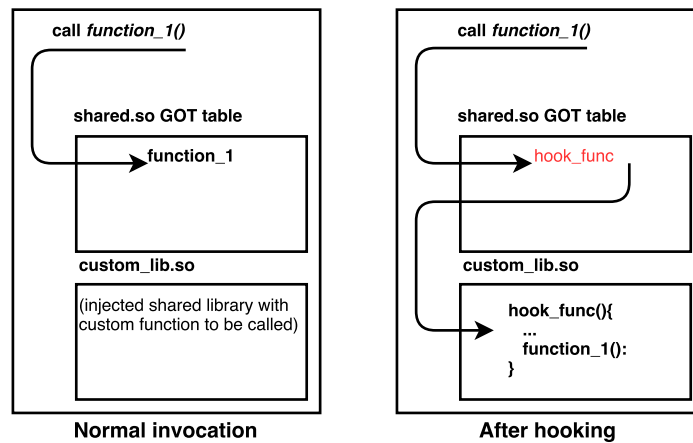 call function_1()
shared.so GOT table
function_1
custom_lib.so
(injected shared library with
custom function to be called)
Normal invocation
call function_1()
shared.so GOT table
hook_func
custom_lib.so
hook_func(){
...
function_1():
}
After hooking